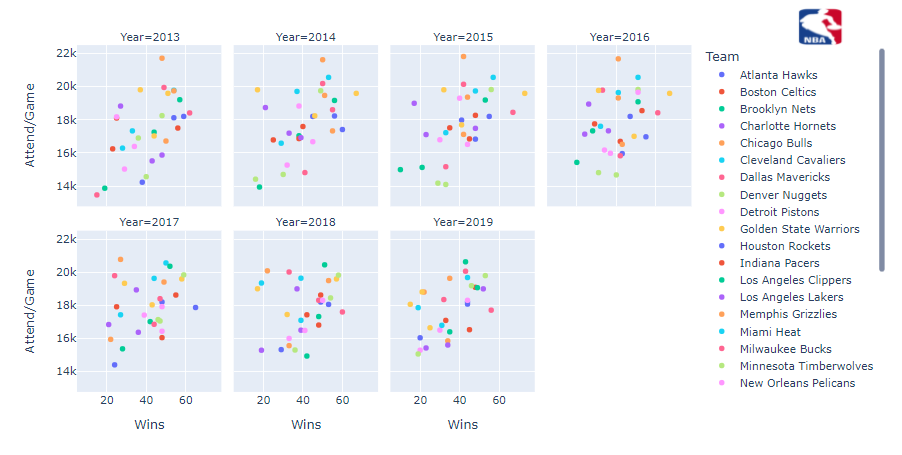 NBA
Year=2013
Year=2014
Year=2015
Year=2016
22k
20k
18k
16k
14k
Attend/Game
Year=2017
Year=2018
Year=2019
22k
20k
18k
16k
14k
Attend/Game
20 40 60
20 40 60
20 40 60
Wins
Wins
Wins
Team
Atlanta Hawks
Boston Celtics
Brooklyn Nets
Charlotte Hornets
Chicago Bulls
Cleveland Cavaliers
Dallas Mavericks
Denver Nuggets
Detroit Pistons
Golden State Warriors
Houston Rockets
Indiana Pacers
Los Angeles Clippers
Los Angeles Lakers
Memphis Grizzlies
Miami Heat
Milwaukee Bucks
Minnesota Timberwolves
New Orleans Pelicans